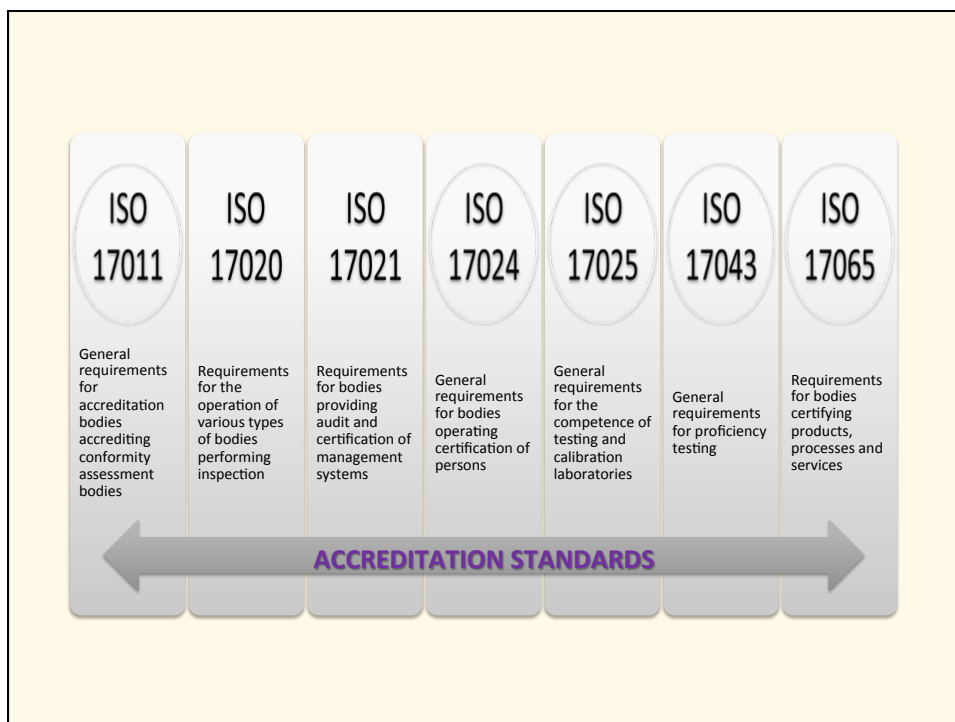 ISO
17011
General
requirements
for
accreditation
bodies
accrediting
conformity
assessment
bodies
ISO
17020
Requirements
for the
operation of
various types
of bodies
performing
inspection
ISO
17021
Requirements
for bodies
providing
audit and
certification of
management
systems
ISO
17024
General
requirements
for bodies
operating
certification of
persons
ISO
17025
General
requirements
for the
competence of
testing and
calibration
laboratories
ISO
17043
General
requirements
for proficiency
testing
ISO
17065
Requirements
for bodies
certifying
products,
processes and
services
ACCREDITATION STANDARDS